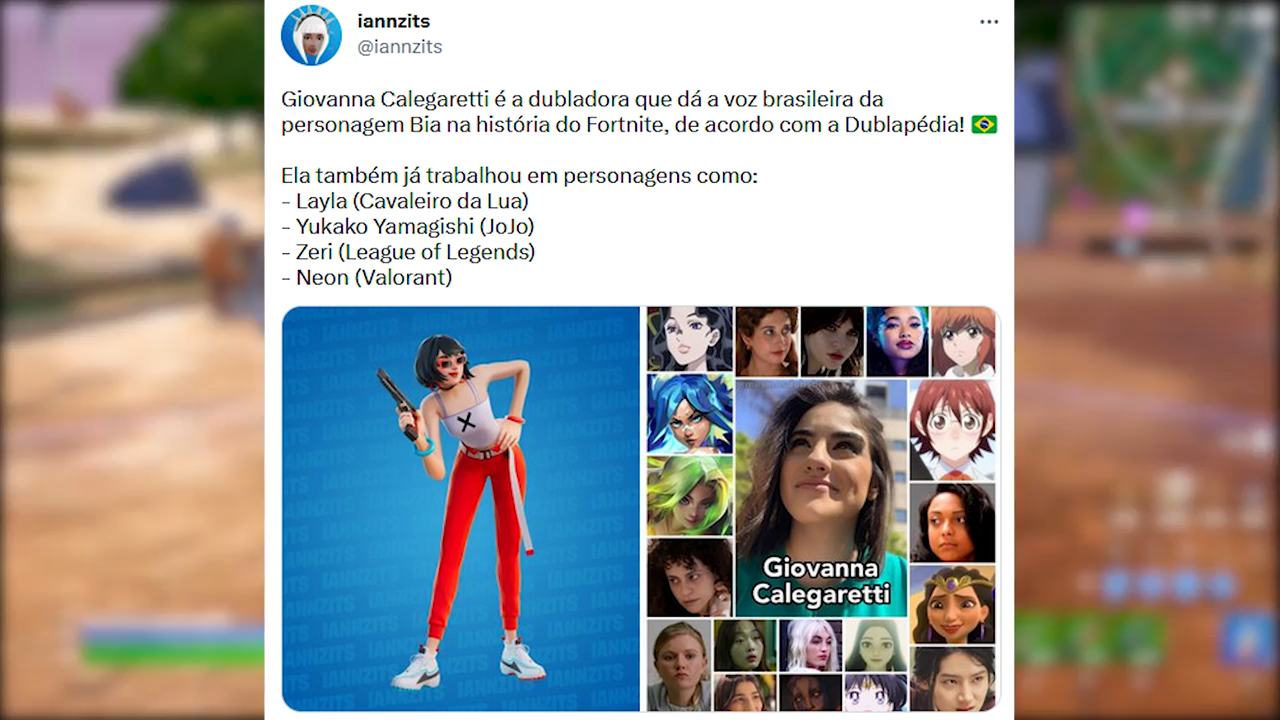 iannzits
@iannzits
Giovanna Calegaretti é a dubladora que dá a voz brasileira da
personagem Bia na história do Fortnite, de acordo com a Dublapédia! 🇧🇷
Ela também já trabalhou em personagens como:
- Layla (Cavaleiro da Lua)
- Yukako Yamagishi (JoJo)
- Zeri (League of Legends)
- Neon (Valorant)
IANNZITS
Giovanna
Calegaretti